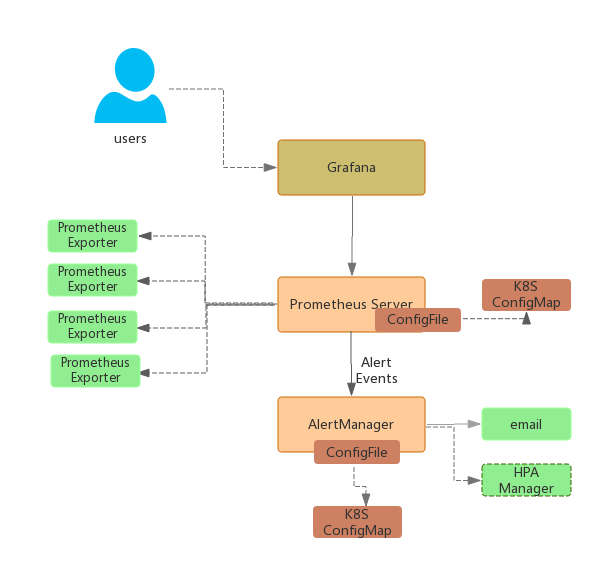 users
Grafana
Prometheus
Exporter
Prometheus
Exporter
Prometheus
Exporter
Prometheus
Exporter
Prometheus Server
ConfigFile
K8S
ConfigMap
Alert
Events
AlertManager
ConfigFile
email
HPA
Manager
K8S
ConfigMap